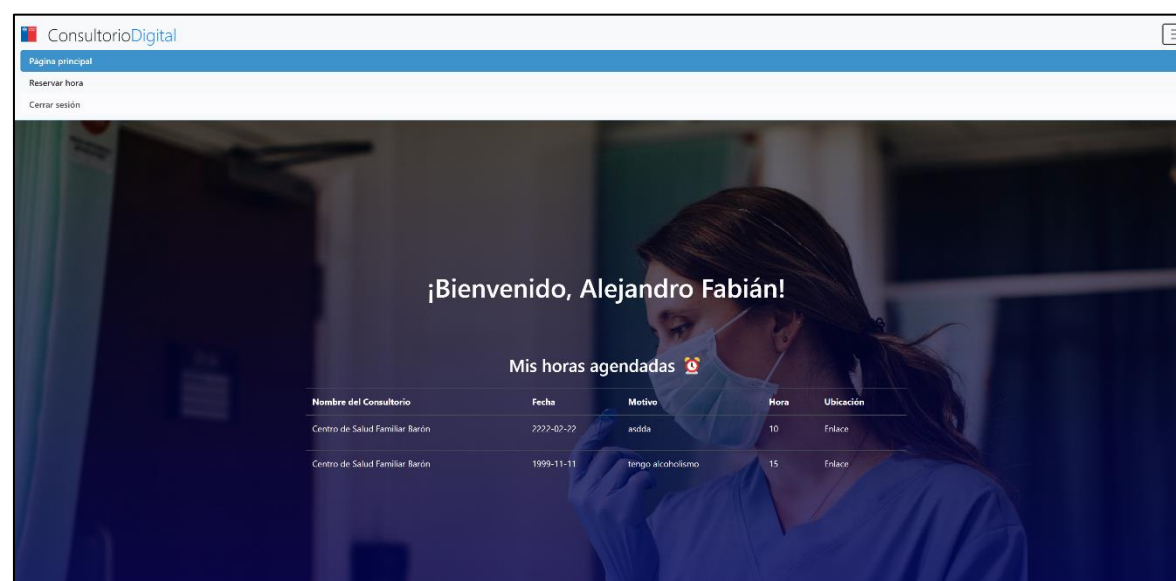 ConsultorioDigital
Página principal
Reservar hora
Cerrar sesión
¡Bienvenido, Alejandro Fabián!
Mis horas agendadas ⏰
Nombre del Consultorio Fecha Motivo Hora Ubicación
Centro de Salud Familiar Barón 2222-02-22 asdda 10 Enlace
Centro de Salud Familiar Barón 1999-11-11 tengo alcoholismo 15 Enlace